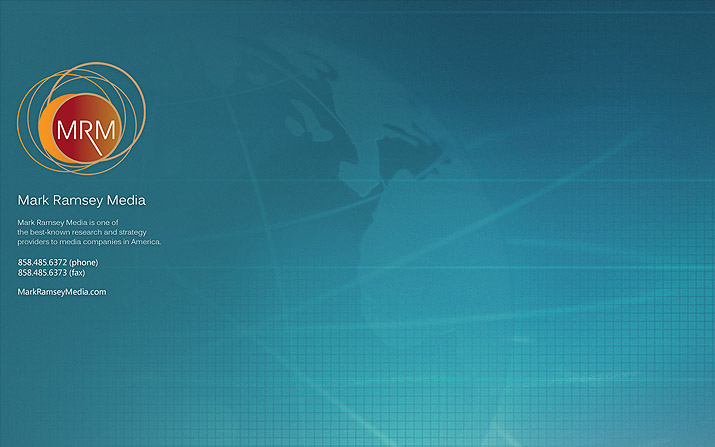 MRM
Mark Ramsey Media
Mark Ramsey Media is one of
the best-known research and strategy
providers to media companies in America.
858.485.6372 (phone)
858.485.6373 (fax)
MarkRamseyMedia.com